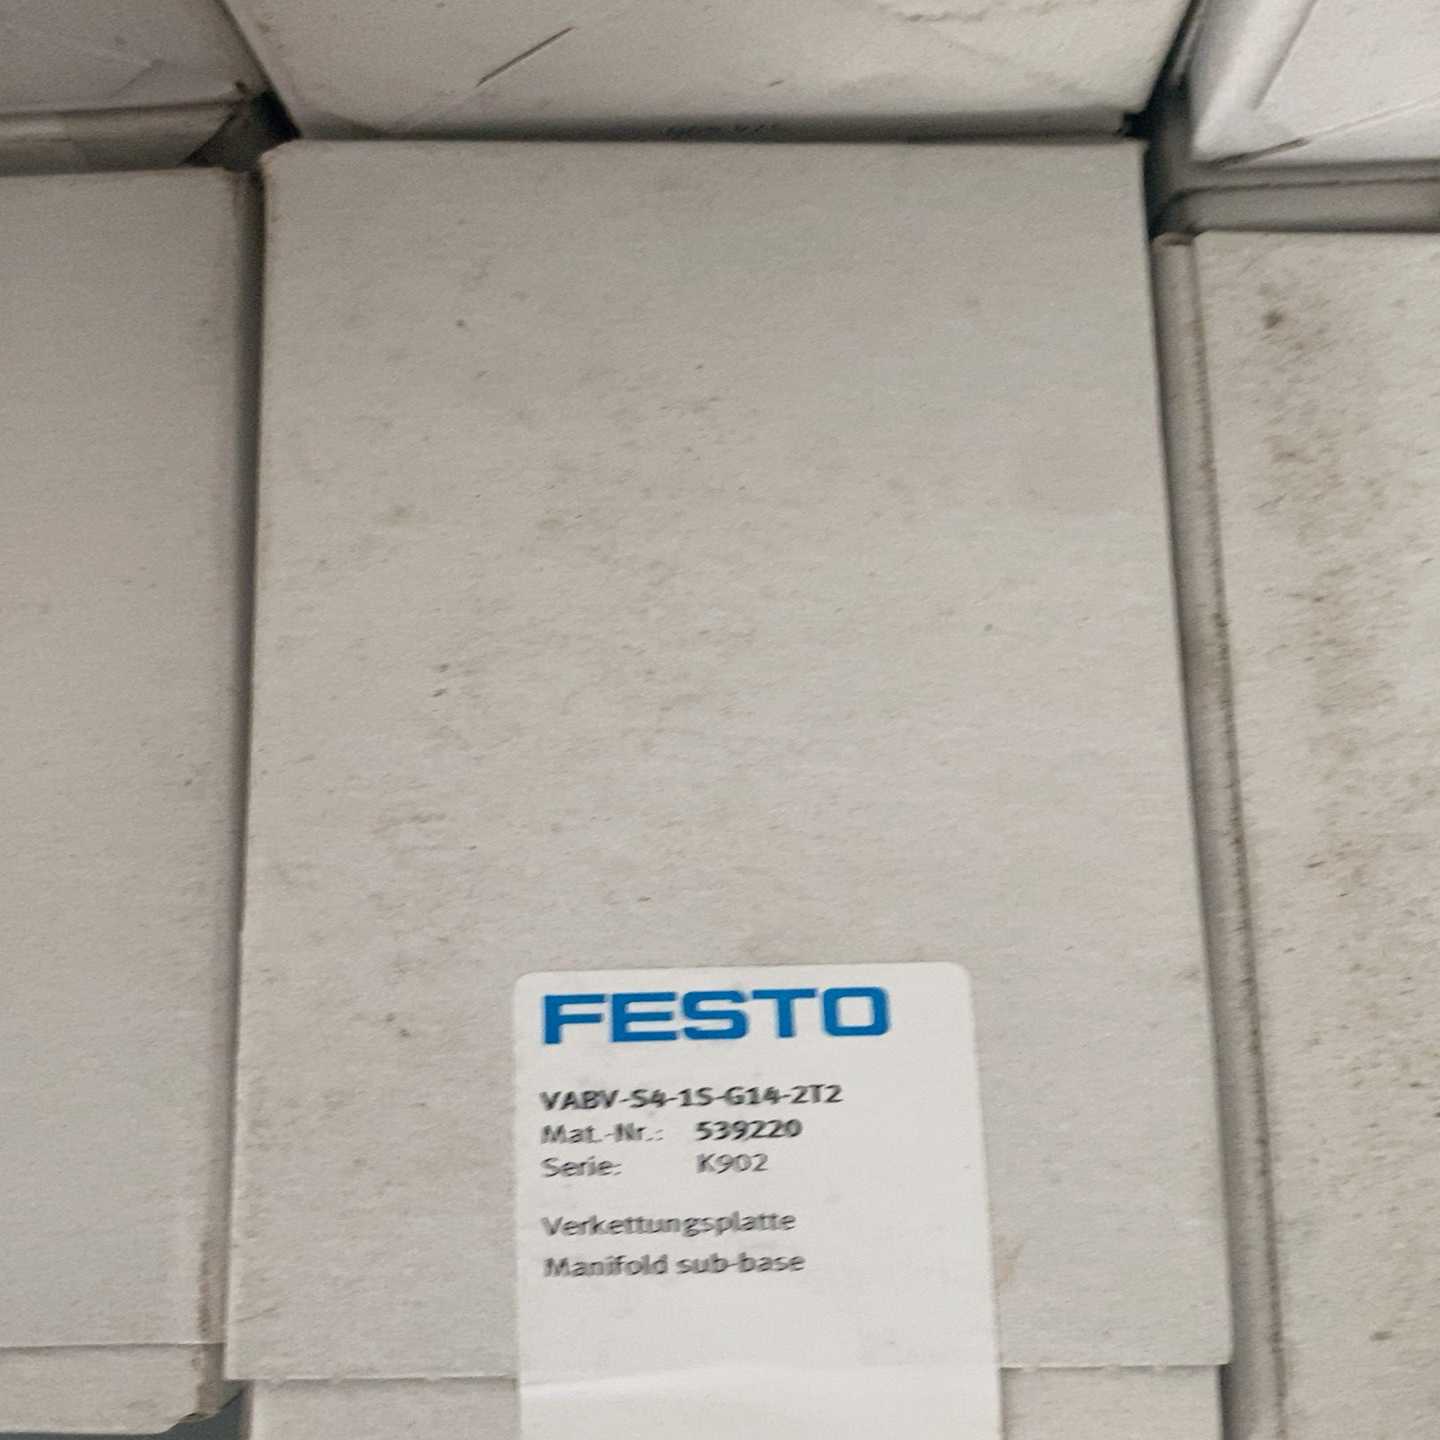 FESTO
VABV-S4-1S-G14-2T2
Mat.-Nr.: 539220
Serie: K902
Verkettungsplatte
Manifold sub-base